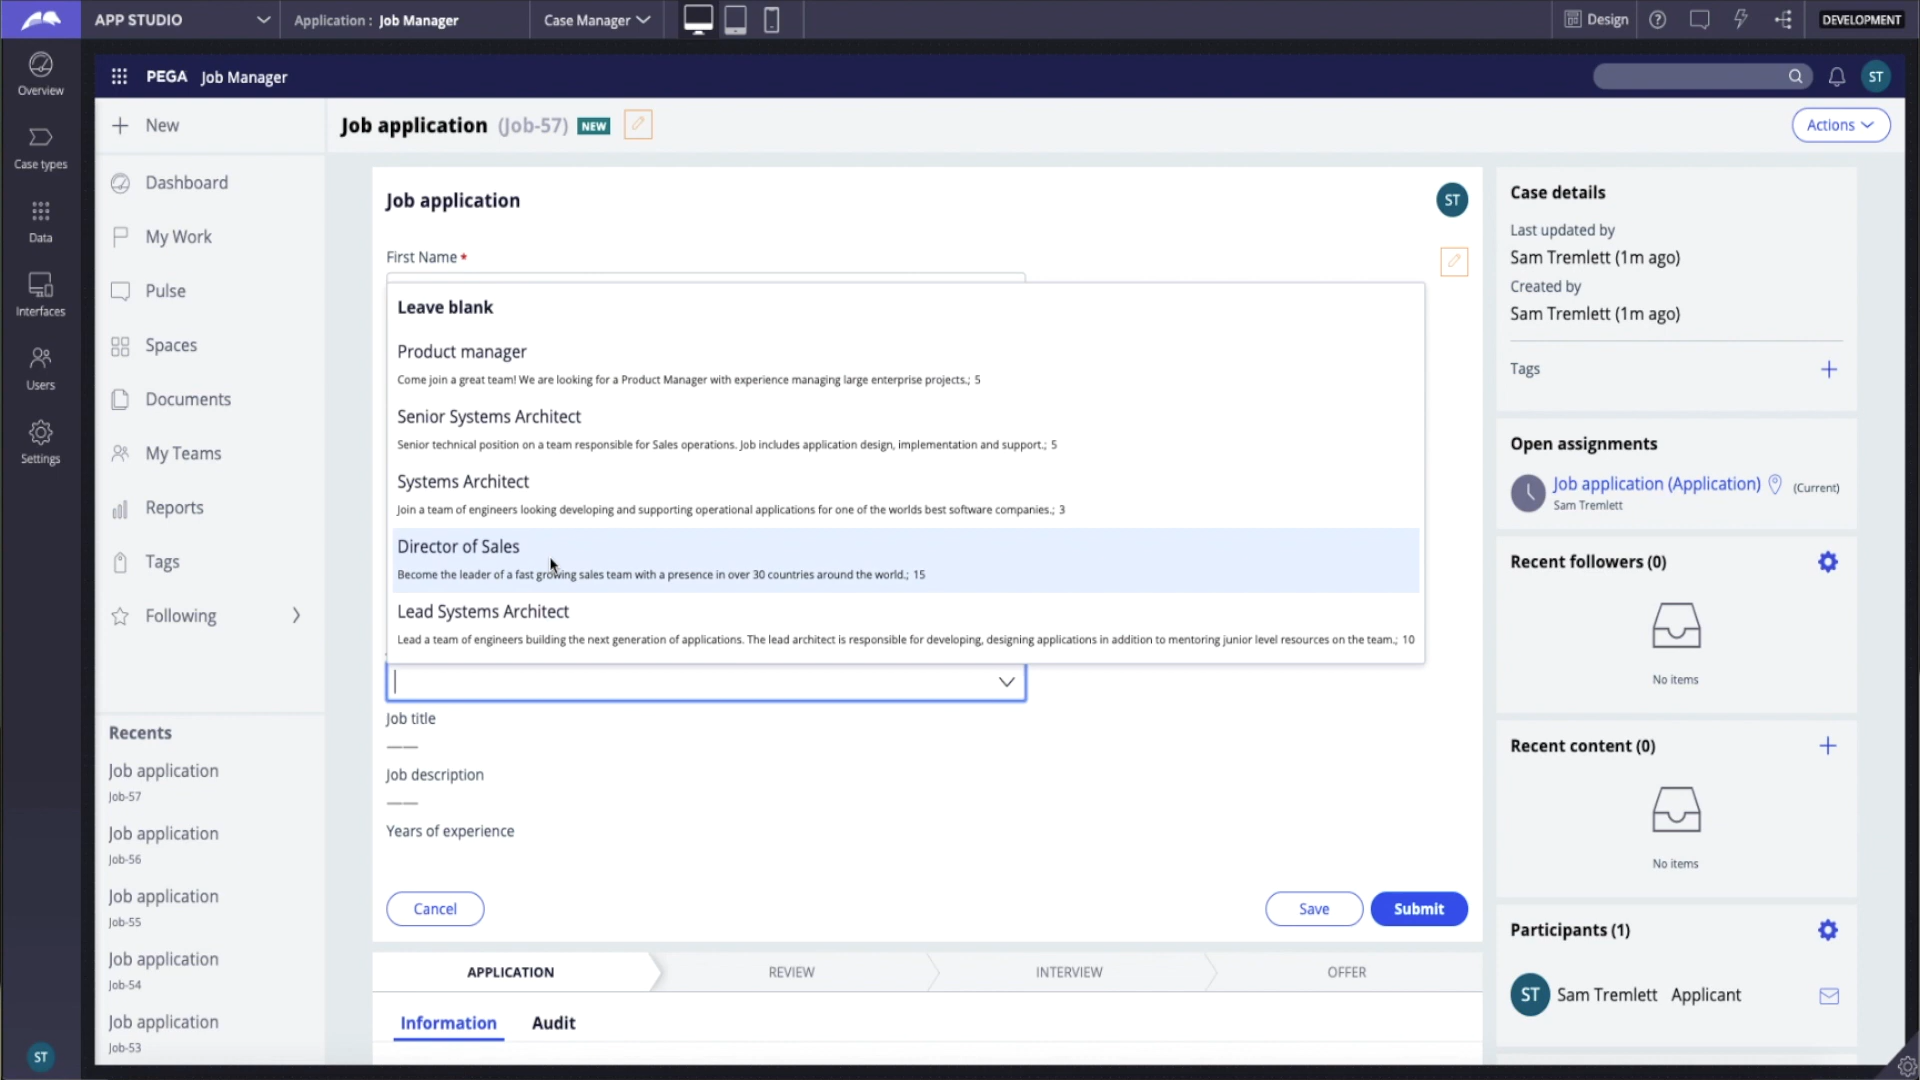 APP STUDIO
Application : Job Manager
Case Manager
Design
DEVELOPMENT
Overview
Case types
Data
Interfaces
Users
Settings
ST
PEGA Job Manager
ST
New
Dashboard
My Work
Pulse
Spaces
Documents
My Teams
Reports
Tags
Following
Recents
Job application
Job-57
Job application
Job-56
Job application
Job-55
Job application
Job-54
Job application
Job-53
Job application (Job-57) NEW
Actions
Job application
ST
First Name *
Leave blank
Product manager
Come join a great team! We are looking for a Product Manager with experience managing large enterprise projects.; 5
Senior Systems Architect
Senior technical position on a team responsible for Sales operations. Job includes application design, implementation and support.; 5
Systems Architect
Join a team of engineers looking developing and supporting operational applications for one of the worlds best software companies.; 3
Director of Sales
Become the leader of a fast growing sales team with a presence in over 30 countries around the world.; 15
Lead Systems Architect
Lead a team of engineers building the next generation of applications. The lead architect is responsible for developing, designing applications in addition to mentoring junior level resources on the team.; 10
Job title
——
Job description
——
Years of experience
Cancel
Save
Submit
APPLICATION
REVIEW
INTERVIEW
OFFER
Information
Audit
Case details
Last updated by
Sam Tremlett (1m ago)
Created by
Sam Tremlett (1m ago)
Tags
Open assignments
Job application (Application) (Current)
Sam Tremlett
Recent followers (0)
No items
Recent content (0)
No items
Participants (1)
ST Sam Tremlett Applicant